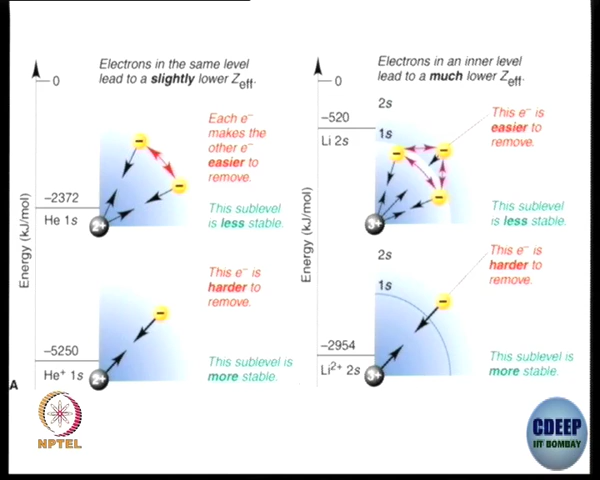 Electrons in the same level
lead to a slightly lower Zeff.
0
Each e–
makes the
other e–
easier to
remove.
–2372
He 1s
2+
This sublevel
is less stable.
Energy (kJ/mol)
This e– is
harder to
remove.
–5250
He+ 1s
2+
This sublevel is
more stable.
A
Electrons in an inner level
lead to a much lower Zeff.
0
–520
Li 2s
2s
1s
This e– is
easier to
remove.
3+
This sublevel
is less stable.
Energy (kJ/mol)
2s
1s
This e– is
harder to
remove.
–2954
Li2+ 2s
3+
This sublevel is
more stable.
NPTEL
CDEEP
IIT BOMBAY